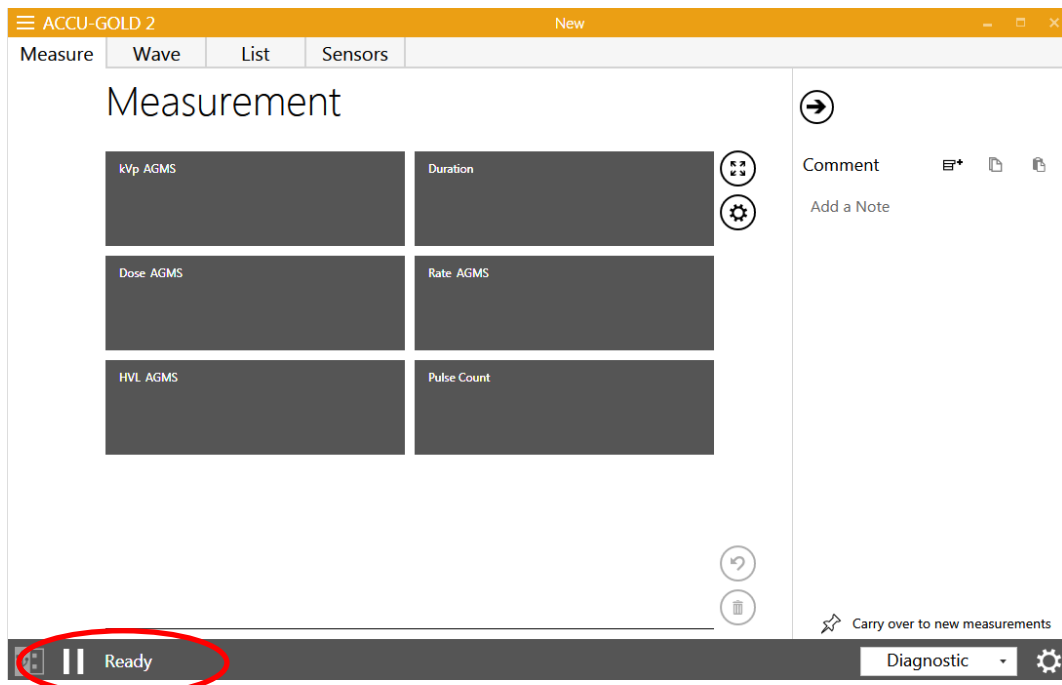 ACCU-GOLD 2
New
Measure Wave List Sensors
Measurement
kVp AGMS
Duration
Dose AGMS
Rate AGMS
HVL AGMS
Pulse Count
Comment
Add a Note
Carry over to new measurements
Ready
Diagnostic